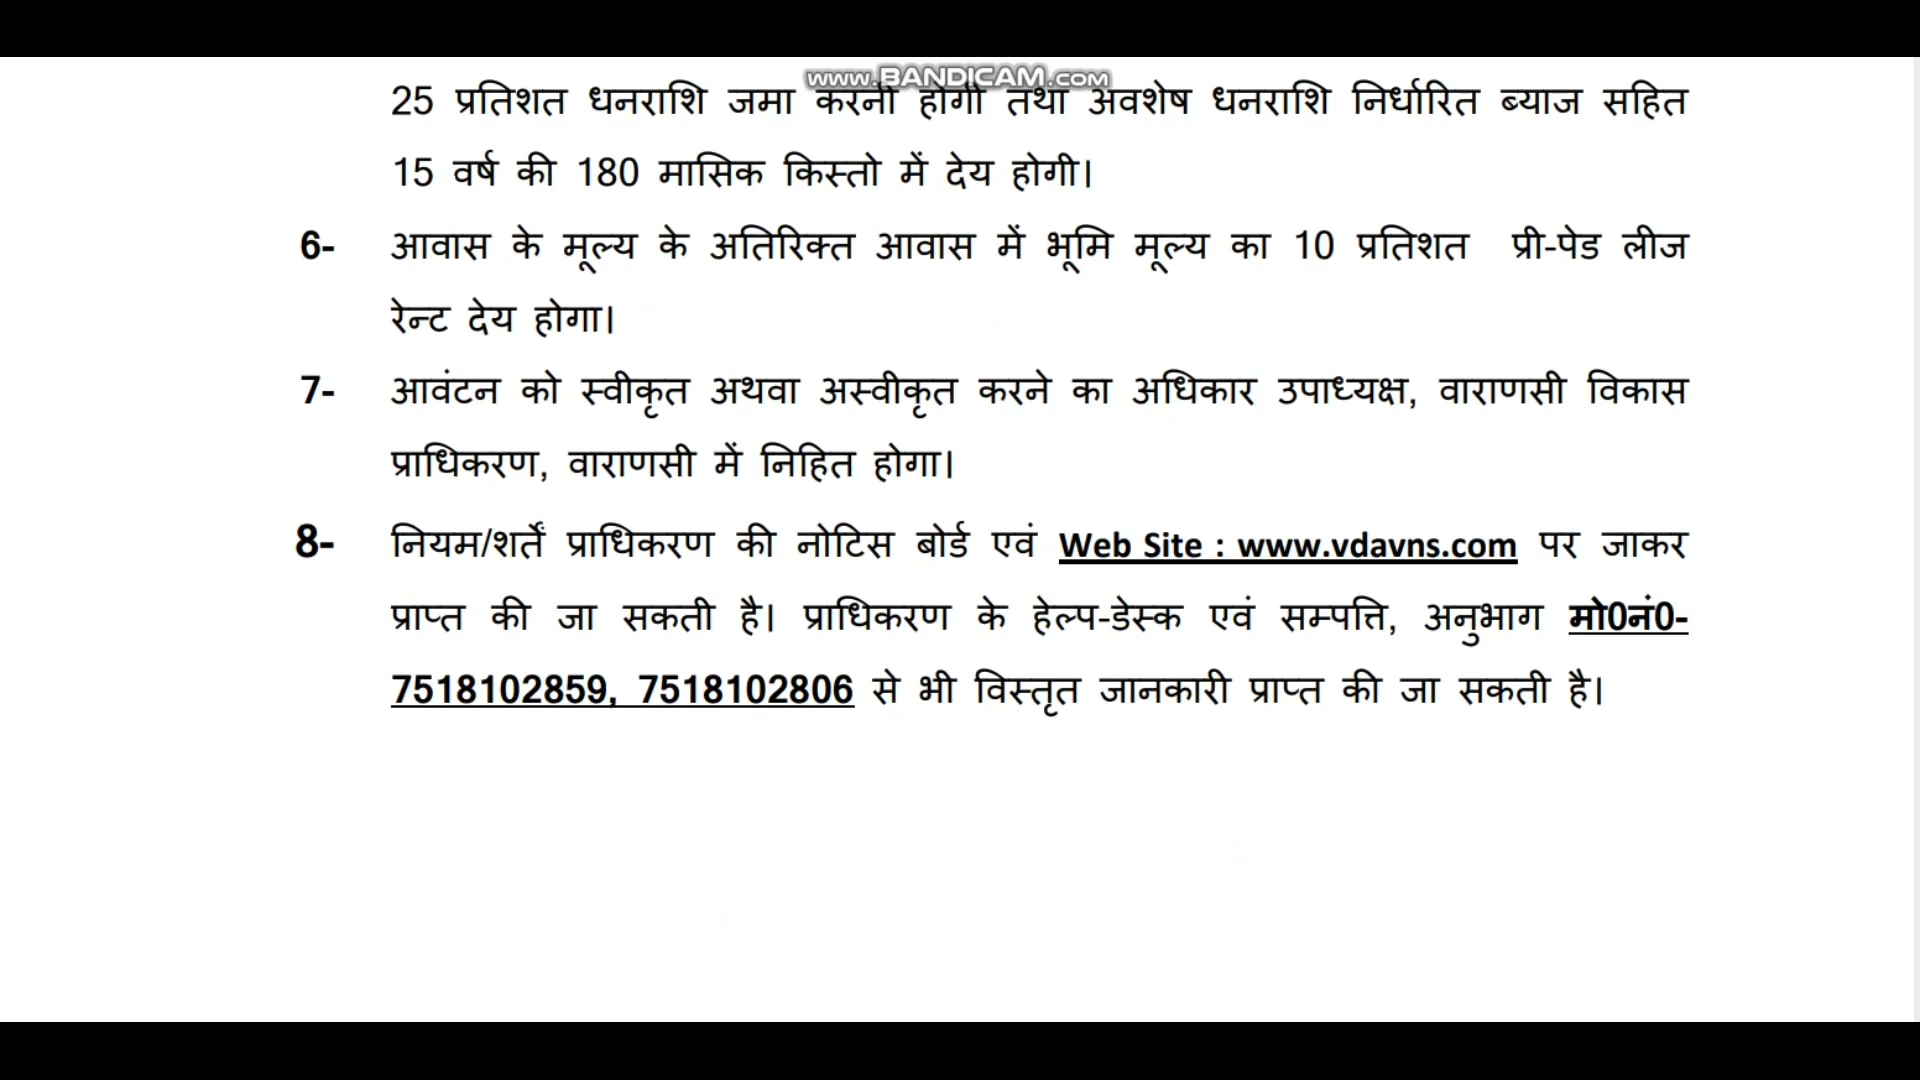 www.BANDICAM.com
25 प्रतिशत धनराशि जमा करनी होगी तथा अवशेष धनराशि निर्धारित ब्याज सहित
15 वर्ष की 180 मासिक किस्तो में देय होगी।
6- आवास के मूल्य के अतिरिक्त आवास में भूमि मूल्य का 10 प्रतिशत प्री-पेड लीज
रेन्ट देय होगा।
7- आवंटन को स्वीकृत अथवा अस्वीकृत करने का अधिकार उपाध्यक्ष, वाराणसी विकास
प्राधिकरण, वाराणसी में निहित होगा।
8- नियम/शर्तें प्राधिकरण की नोटिस बोर्ड एवं Web Site : www.vdavns.com पर जाकर
प्राप्त की जा सकती है। प्राधिकरण के हेल्प-डेस्क एवं सम्पत्ति, अनुभाग मो0नं0-
7518102859, 7518102806 से भी विस्तृत जानकारी प्राप्त की जा सकती है।